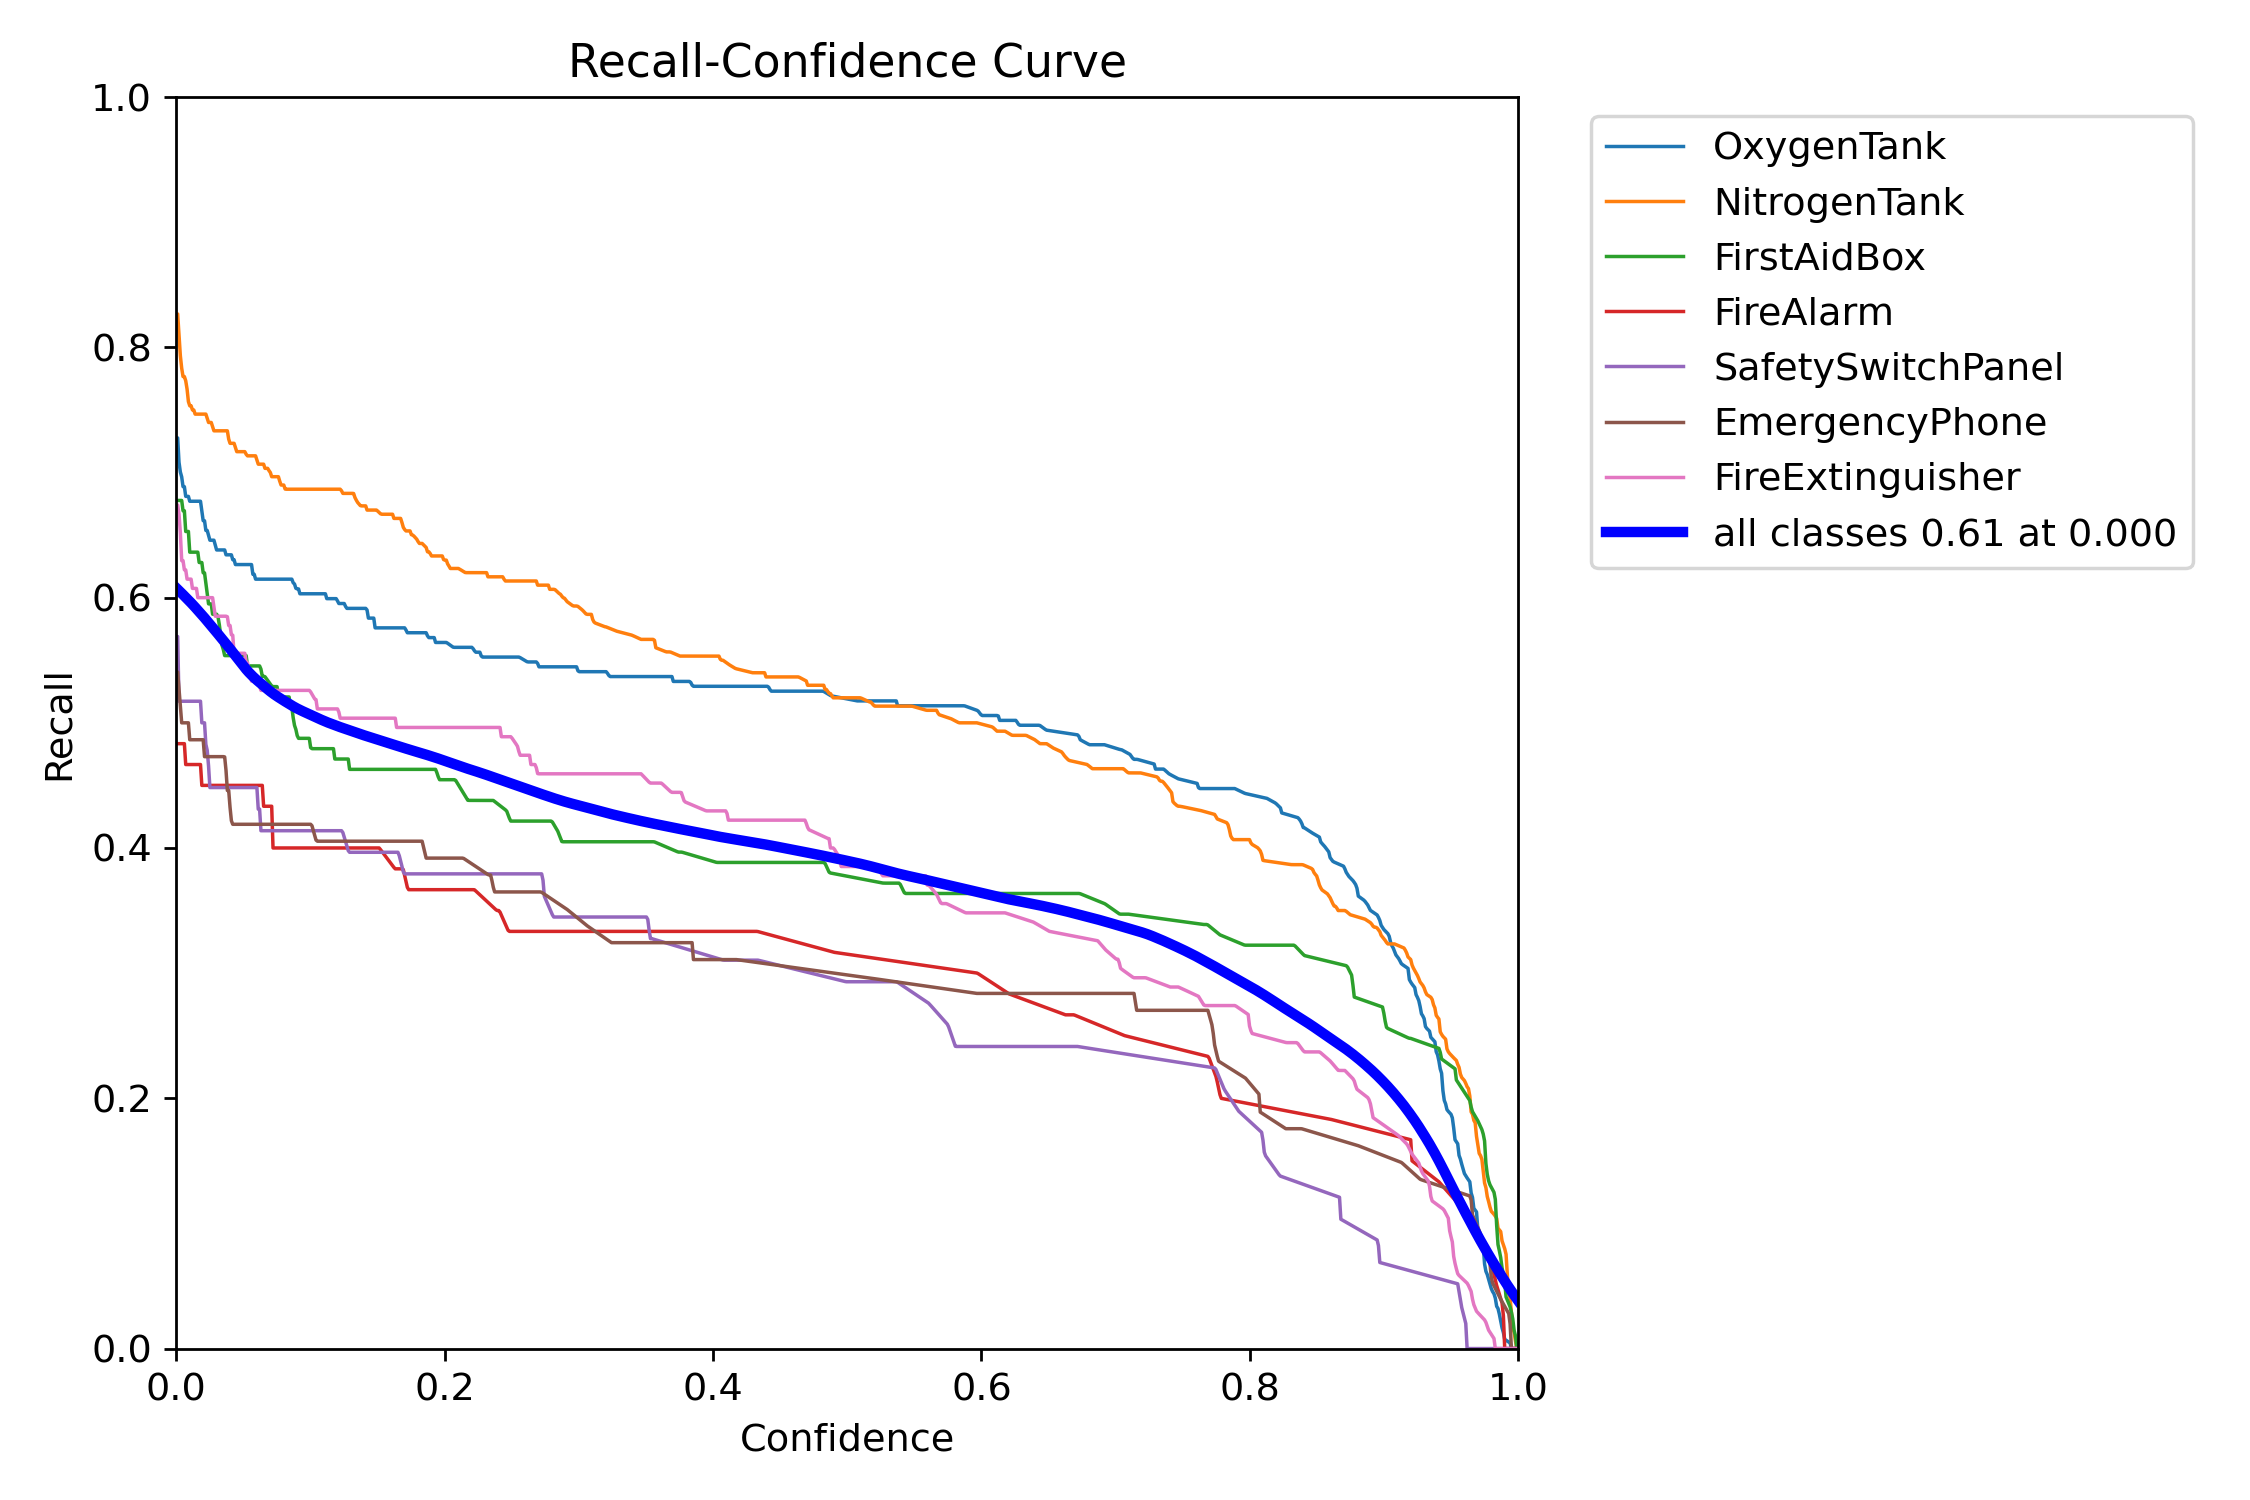 Recall-Confidence Curve
1.0
0.8
0.6
0.4
0.2
0.0
Recall
0.0 0.2 0.4 0.6 0.8 1.0
Confidence
OxygenTank
NitrogenTank
FirstAidBox
FireAlarm
SafetySwitchPanel
EmergencyPhone
FireExtinguisher
all classes 0.61 at 0.000